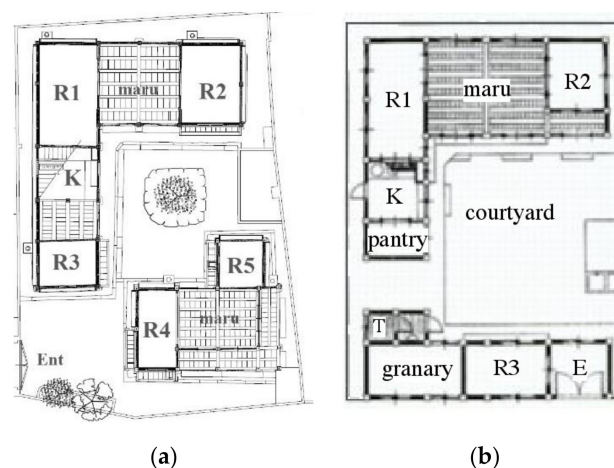 R1
maru
R2
K
R3
R5
R4
maru
Ent
(a)
R1
maru
R2
K
courtyard
pantry
T
granary
R3
E
(b)